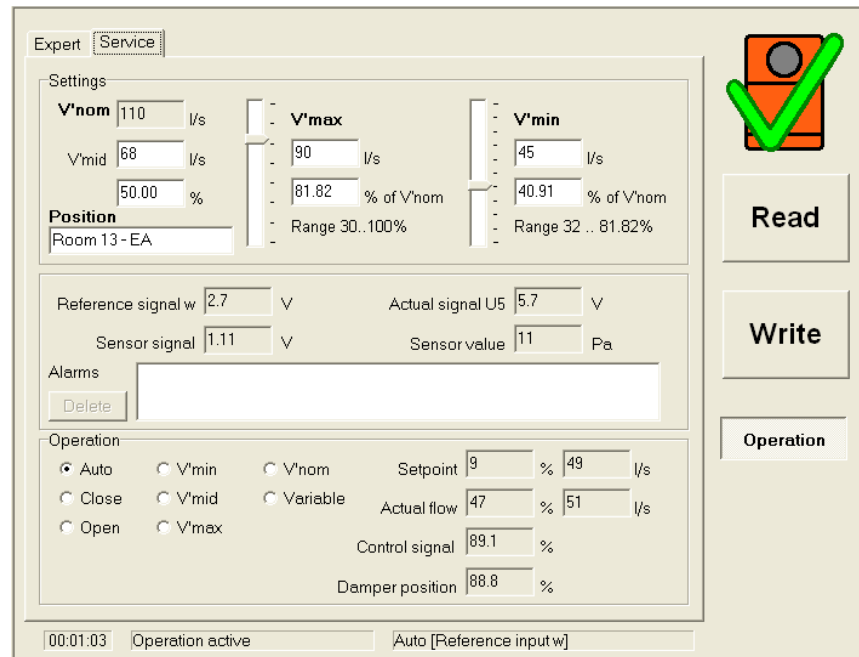 Expert Service
Settings
V'nom 110 l/s
V'mid 68 l/s
50.00 %
Position
Room 13 - EA
V'max
90 l/s
81.82 % of V'nom
Range 30..100%
V'min
45 l/s
40.91 % of V'nom
Range 32 .. 81.82%
Reference signal w 2.7 V Actual signal U5 5.7 V
Sensor signal 1.11 V Sensor value 11 Pa
Alarms
Delete
Operation
Auto V'min V'nom Setpoint 9 % 49 l/s
Close V'mid Variable Actual flow 47 % 51 l/s
Open V'max
Control signal 89.1 %
Damper position 88.8 %
00:01:03 Operation active Auto [Reference input w]
Read
Write
Operation